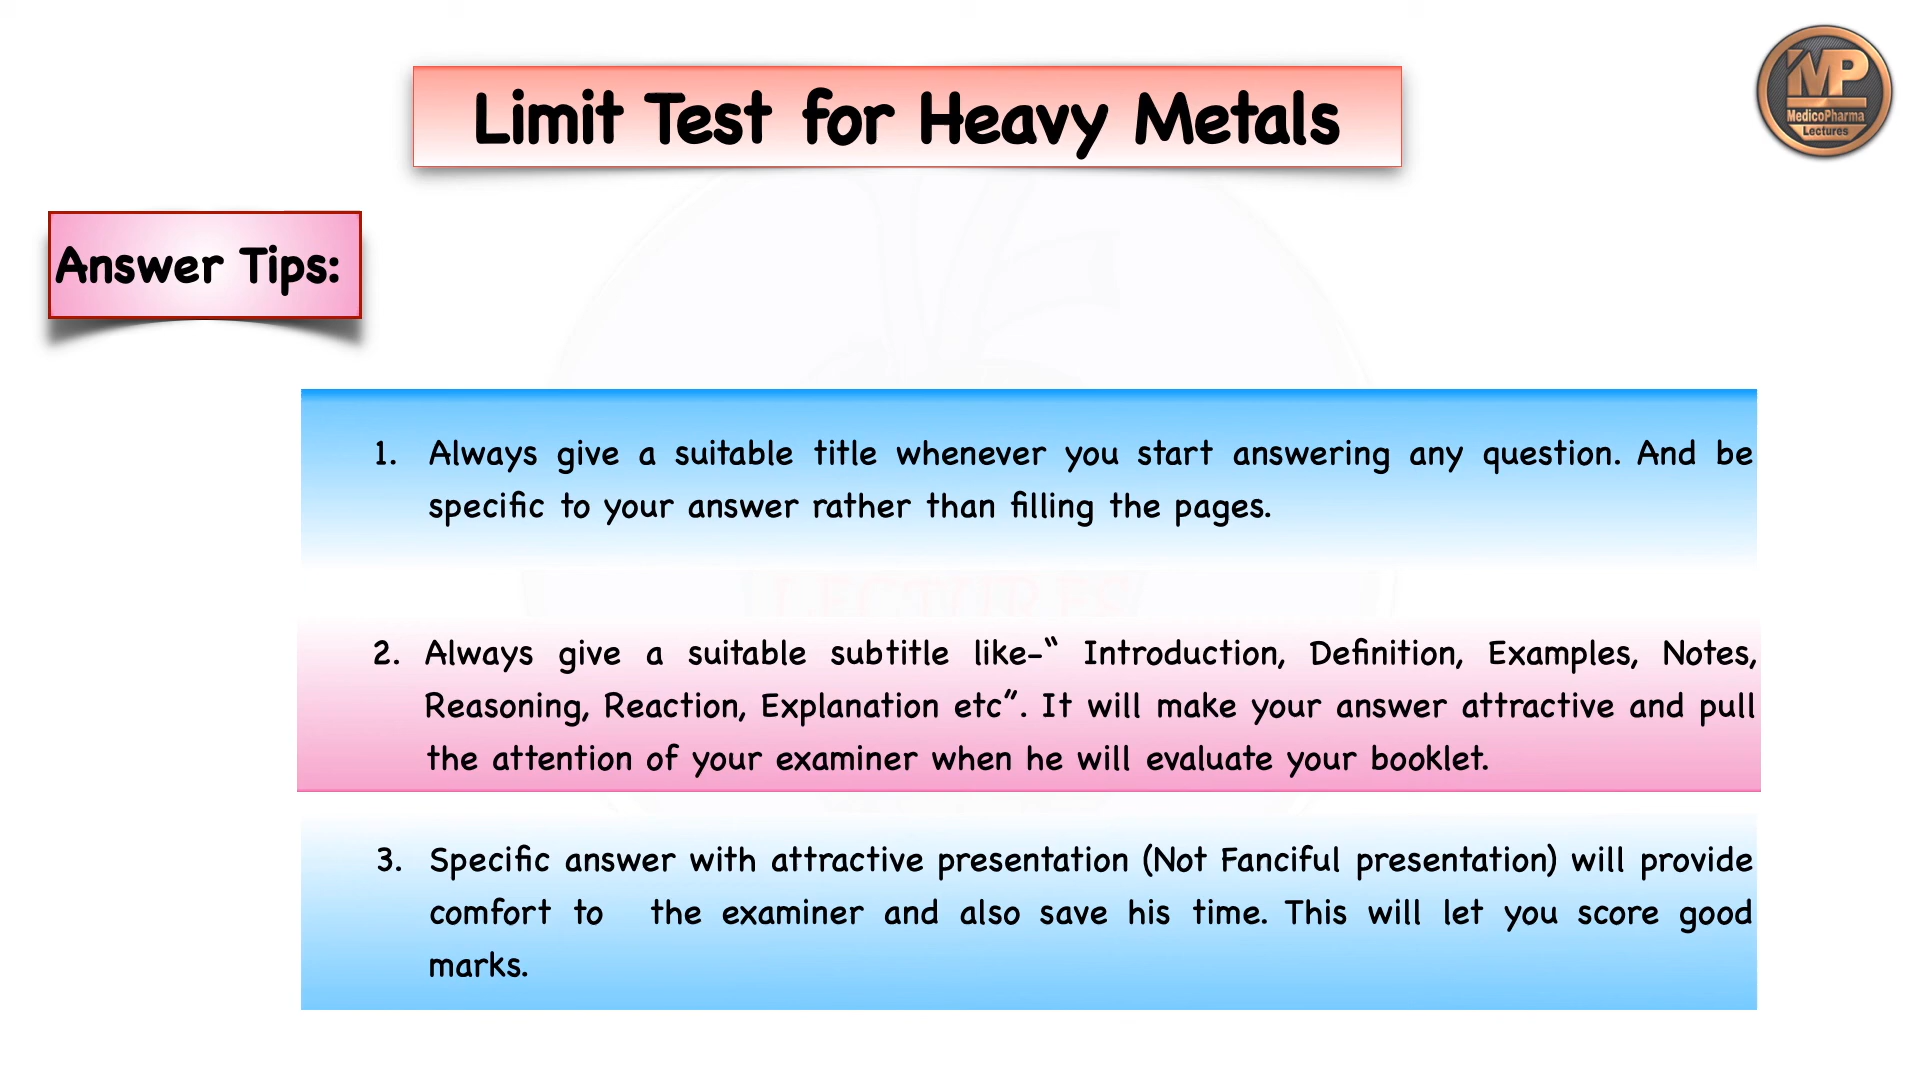 Limit Test for Heavy Metals
MP
MedicoPharma
Lectures
Answer Tips:
1. Always give a suitable title whenever you start answering any question. And be
specific to your answer rather than filling the pages.
LECTURES
2. Always give a suitable subtitle like-“ Introduction, Definition, Examples, Notes,
Reasoning, Reaction, Explanation etc”. It will make your answer attractive and pull
the attention of your examiner when he will evaluate your booklet.
3. Specific answer with attractive presentation (Not Fanciful presentation) will provide
comfort to the examiner and also save his time. This will let you score good
marks.